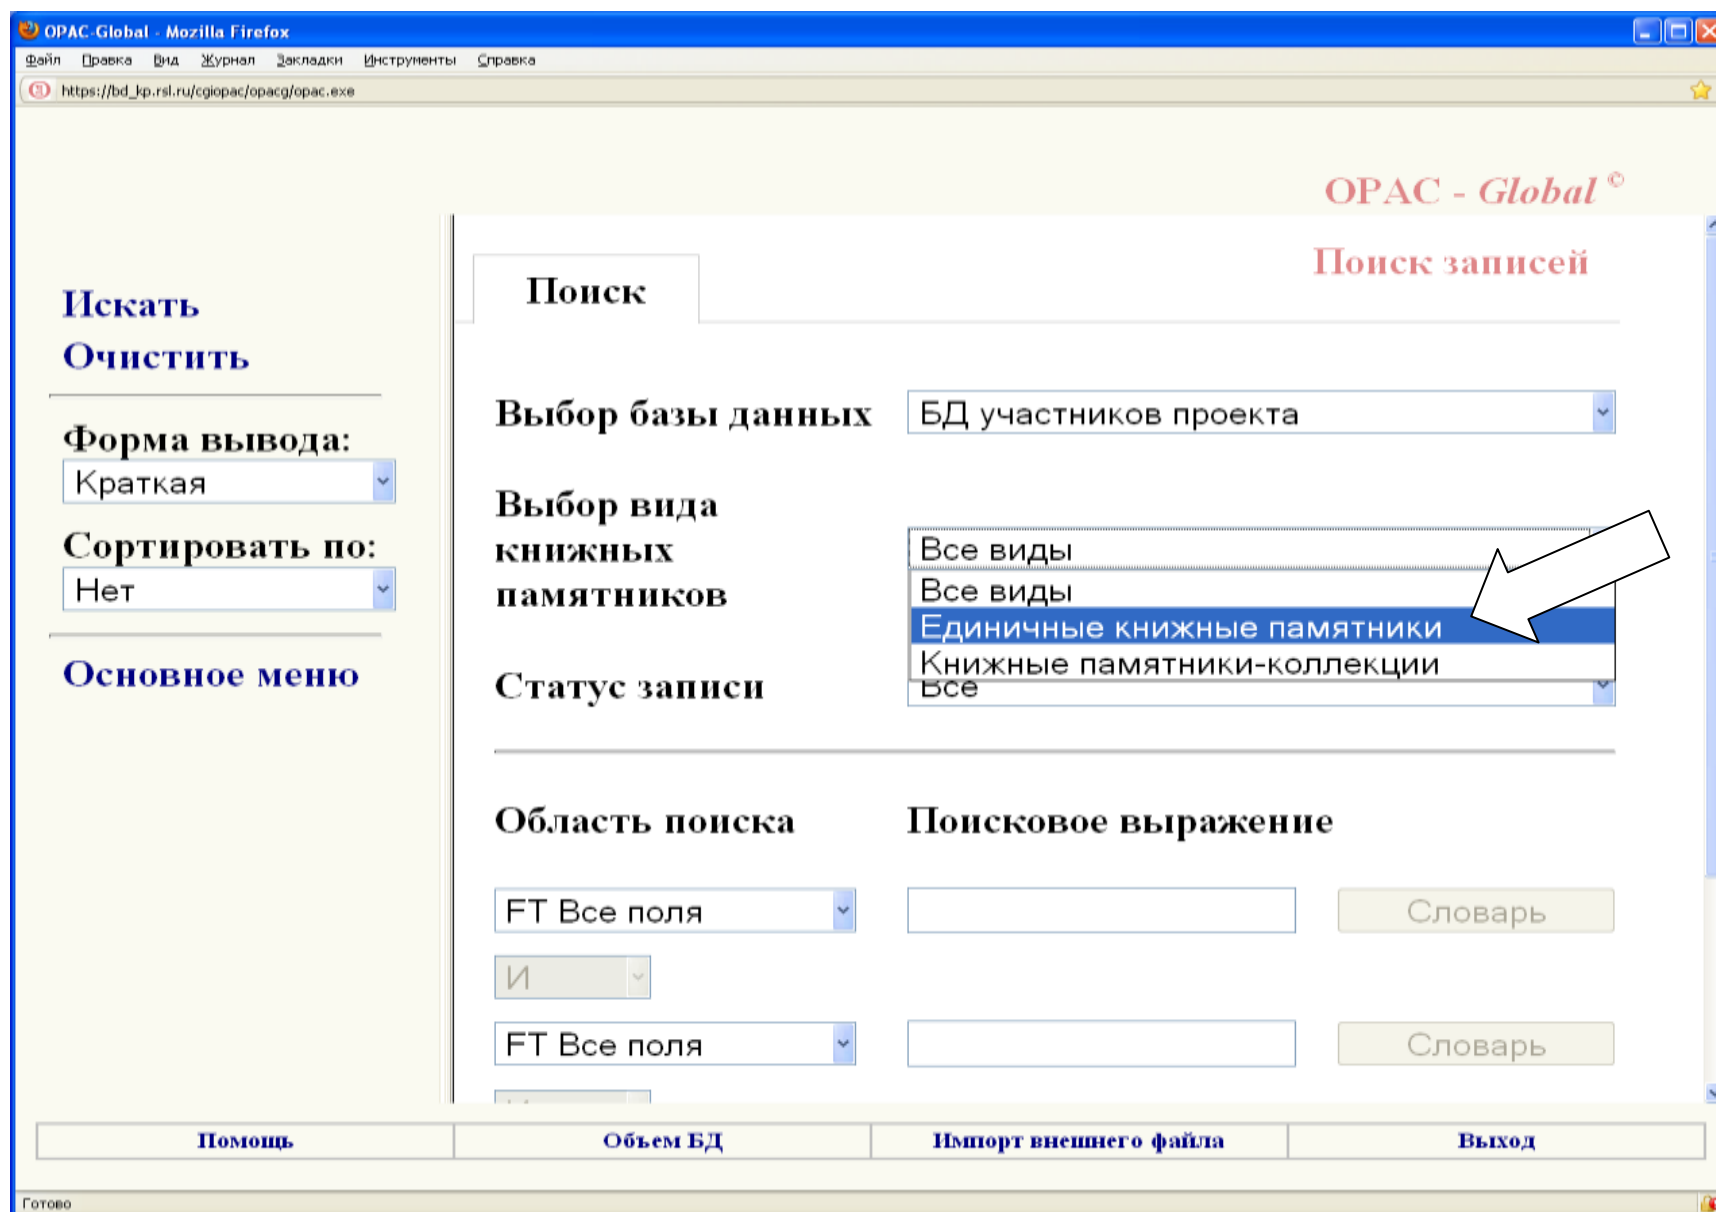 OPAC-Global - Mozilla Firefox
Файл Правка Вид Журнал Закладки Инструменты Справка
https://bd_kp.rsl.ru/cgiopac/opacg/opac.exe
OPAC - Global ©
Поиск записей
Поиск
Искать
Очистить
Форма вывода:
Краткая
Сортировать по:
Нет
Основное меню
Выбор базы данных
БД участников проекта
Выбор вида
книжных
памятников
Все виды
Все виды
Единичные книжные памятники
Книжные памятники-коллекции
Статус записи
Все
Область поиска
Поисковое выражение
FT Все поля
Словарь
И
FT Все поля
Словарь
Помощь
Объем БД
Импорт внешнего файла
Выход
Готово